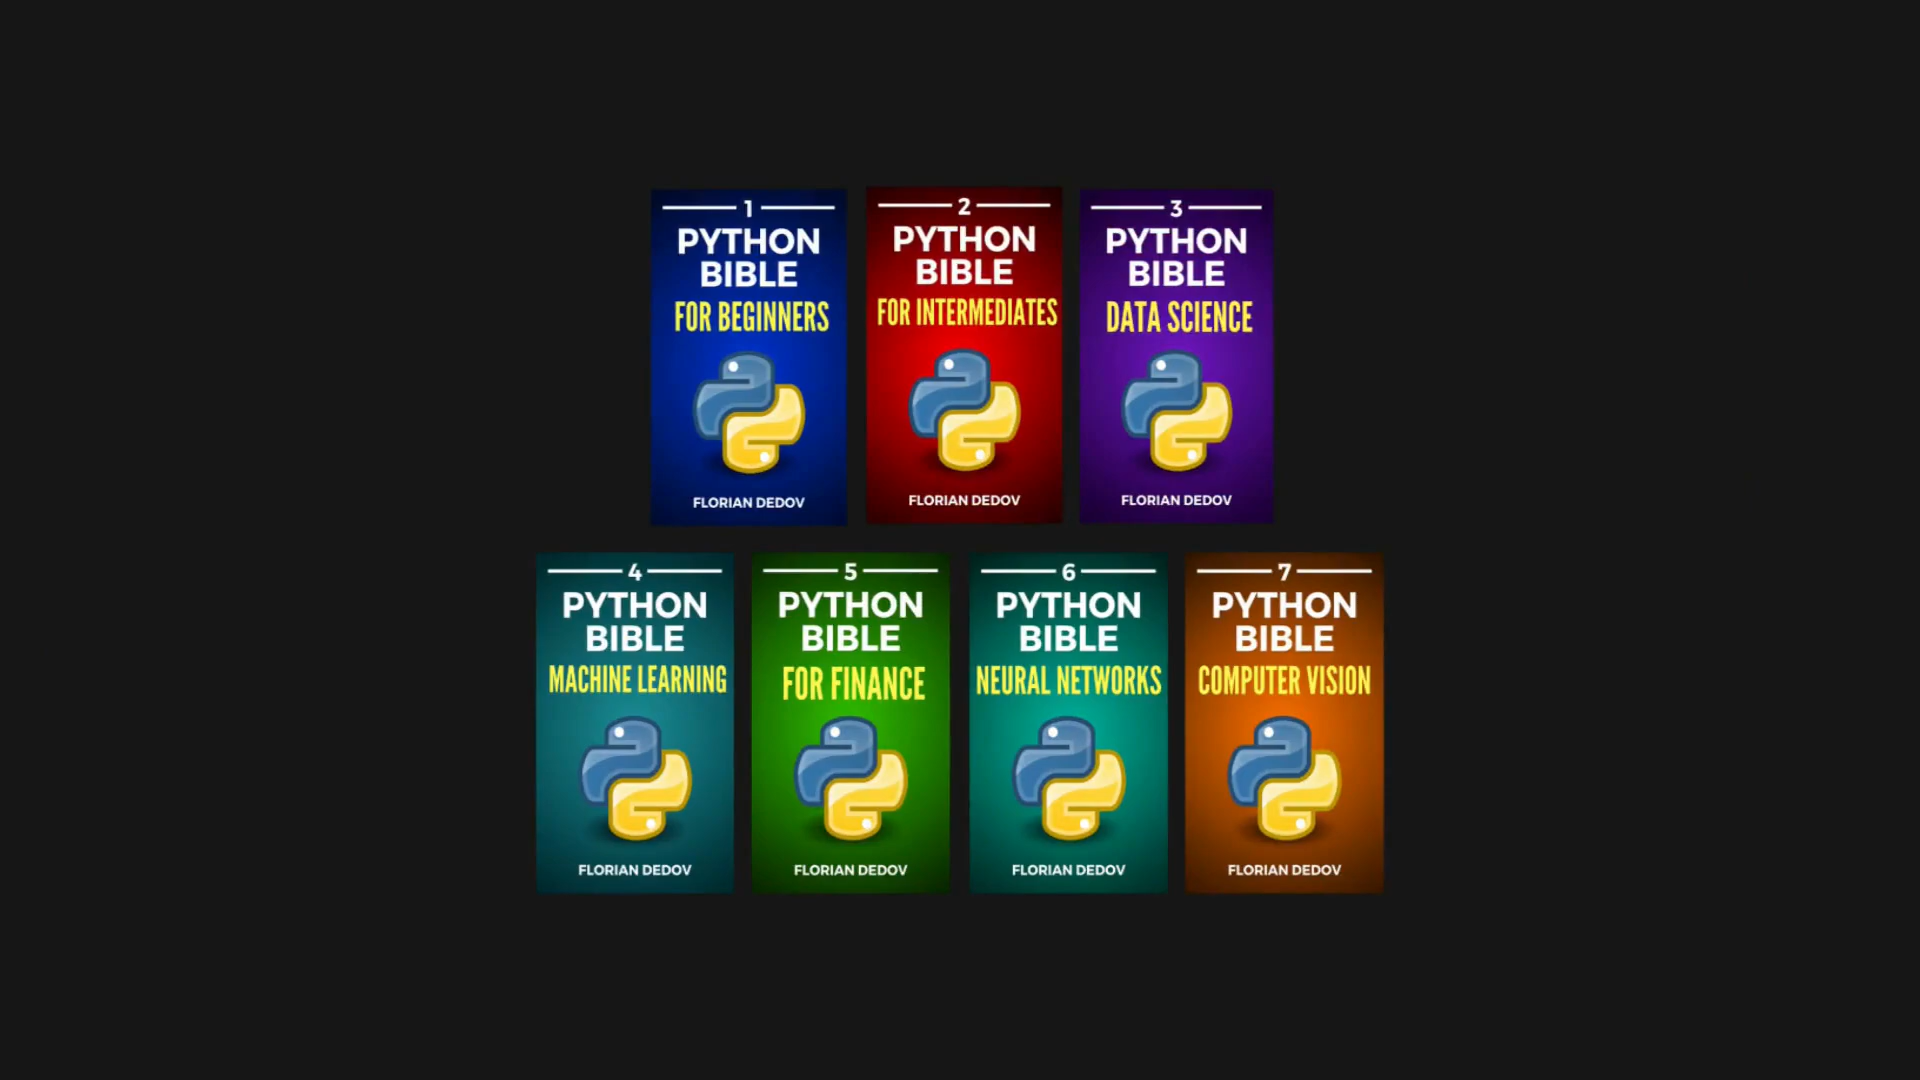 1
PYTHON
BIBLE
FOR BEGINNERS
FLORIAN DEDOV
2
PYTHON
BIBLE
FOR INTERMEDIATES
FLORIAN DEDOV
3
PYTHON
BIBLE
DATA SCIENCE
FLORIAN DEDOV
4
PYTHON
BIBLE
MACHINE LEARNING
FLORIAN DEDOV
5
PYTHON
BIBLE
FOR FINANCE
FLORIAN DEDOV
6
PYTHON
BIBLE
NEURAL NETWORKS
FLORIAN DEDOV
7
PYTHON
BIBLE
COMPUTER VISION
FLORIAN DEDOV